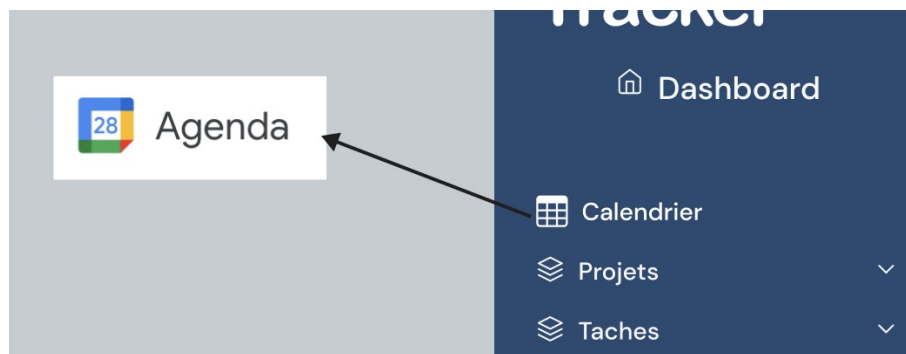 Tracker
Dashboard
28
Agenda
Calendrier
Projets
Taches